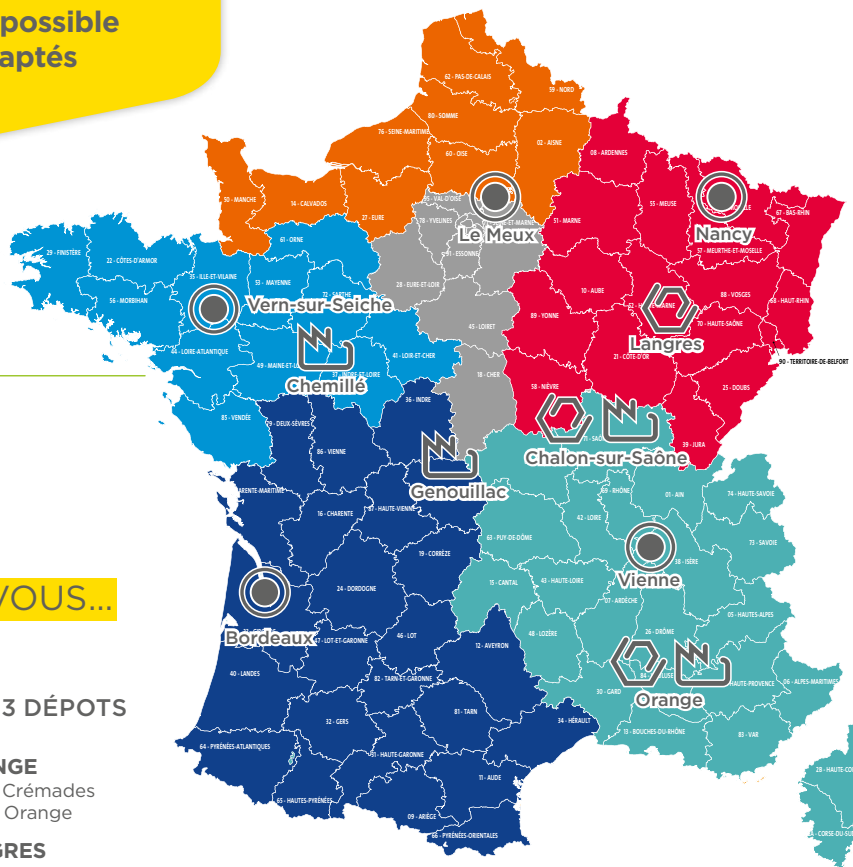 possible
aptés
62 - PAS-DE-CALAIS
59 - NORD
80 - SOMME
76 - SEINE-MARITIME
02 - AISNE
60 - OISE
08 - ARDENNES
50 - MANCHE
14 - CALVADOS
27 - EURE
95 - VAL-D'OISE
78 - YVELINES
91 - ESSONNE
Le Meux
51 - MARNE
55 - MEUSE
Nancy
67 - BAS-RHIN
57 - MEURTHE-ET-MOSELLE
61 - ORNE
29 - FINISTÈRE
22 - CÔTES-D'ARMOR
35 - ILLE-ET-VILAINE
53 - MAYENNE
72 - SARTHE
28 - EURE-ET-LOIR
56 - MORBIHAN
Vern-sur-Seiche
10 - AUBE
88 - VOSGES
68 - HAUT-RHIN
45 - LOIRET
89 - YONNE
70 - HAUTE-SAÔNE
Langres
44 - LOIRE-ATLANTIQUE
41 - LOIR-ET-CHER
21 - CÔTE-D'OR
90 - TERRITOIRE-DE-BELFORT
37 - INDRE-ET-LOIRE
Chemillé
18 - CHER
58 - NIÈVRE
25 - DOUBS
85 - VENDÉE
36 - INDRE
79 - DEUX-SÈVRES
39 - JURA
86 - VIENNE
Chalon-sur-Saône
Genouillac
69 - RHÔNE
01 - AIN
74 - HAUTE-SAVOIE
16 - CHARENTE
87 - HAUTE-VIENNE
42 - LOIRE
63 - PUY-DE-DÔME
73 - SAVOIE
19 - CORRÈZE
38 - ISÈRE
Vienne
15 - CANTAL
43 - HAUTE-LOIRE
24 - DORDOGNE
07 - ARDÈCHE
VOUS...
05 - HAUTES-ALPES
Bordeaux
47 - LOT-ET-GARONNE
46 - LOT
48 - LOZÈRE
26 - DRÔME
12 - AVEYRON
40 - LANDES
82 - TARN-ET-GARONNE
06 - ALPES-MARITIMES
30 - GARD
Orange
3 DÉPOTS
32 - GERS
81 - TARN
34 - HÉRAULT
13 - BOUCHES-DU-RHÔNE
83 - VAR
64 - PYRÉNÉES-ATLANTIQUES
31 - HAUTE-GARONNE
NGE
Crémades
Orange
11 - AUDE
65 - HAUTES-PYRÉNÉES
09 - ARIÈGE
66 - PYRÉNÉES-ORIENTALES
GRES